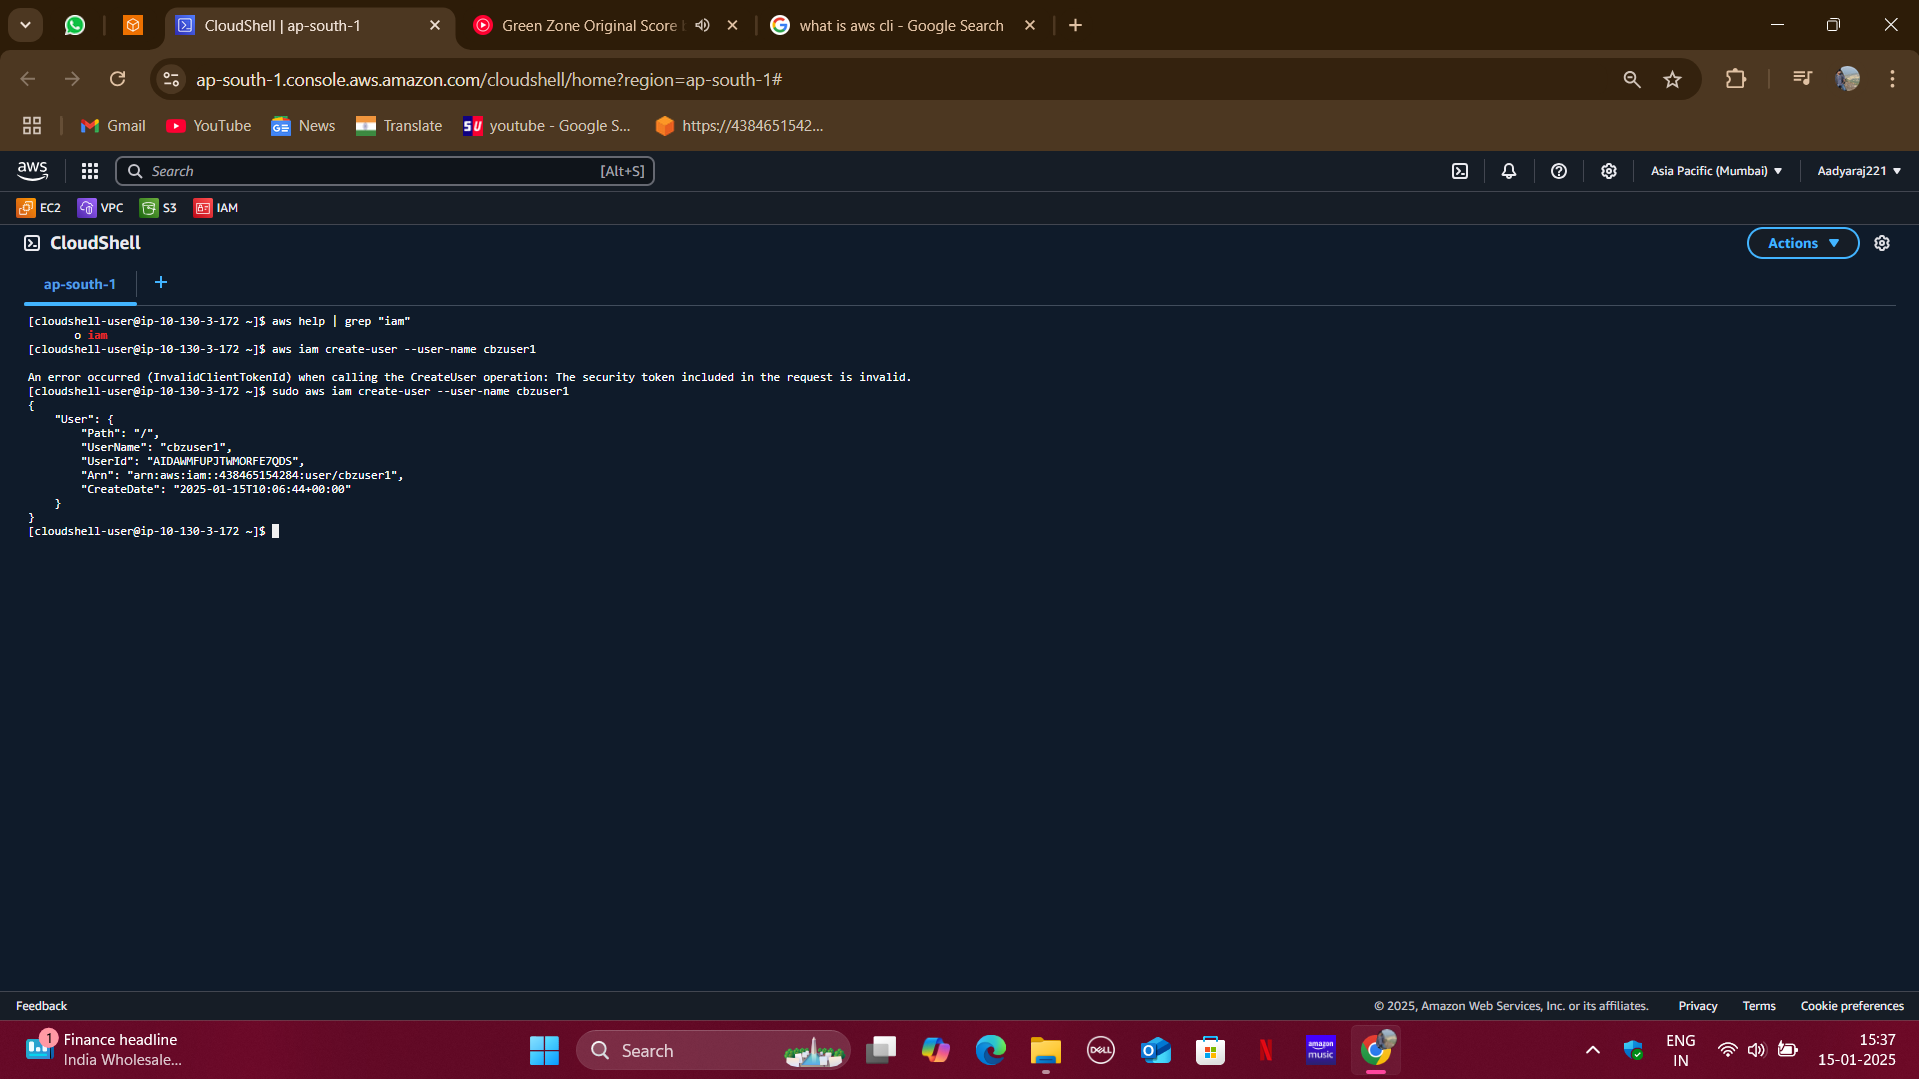 CloudShell | ap-south-1
Green Zone Original Score
what is aws cli - Google Search
ap-south-1.console.aws.amazon.com/cloudshell/home?region=ap-south-1#
Gmail
YouTube
News
Translate
youtube - Google S...
https://4384651542...
aws
Search
[Alt+S]
Asia Pacific (Mumbai)
Aadyaraj221
EC2
VPC
S3
IAM
CloudShell
Actions
ap-south-1
[cloudshell-user@ip-10-130-3-172 ~]$ aws help | grep "iam"
o iam
[cloudshell-user@ip-10-130-3-172 ~]$ aws iam create-user --user-name cbzuser1
An error occurred (InvalidClientTokenId) when calling the CreateUser operation: The security token included in the request is invalid.
[cloudshell-user@ip-10-130-3-172 ~]$ sudo aws iam create-user --user-name cbzuser1
{
"User": {
"Path": "/",
"UserName": "cbzuser1",
"UserId": "AIDAWMFUPJTWMORFE7QDS",
"Arn": "arn:aws:iam::438465154284:user/cbzuser1",
"CreateDate": "2025-01-15T10:06:44+00:00"
}
}
[cloudshell-user@ip-10-130-3-172 ~]$
Feedback
© 2025, Amazon Web Services, Inc. or its affiliates.
Privacy
Terms
Cookie preferences
1
Finance headline
India Wholesale...
Search
DELL
amazon
music
ENG
IN
15:37
15-01-2025